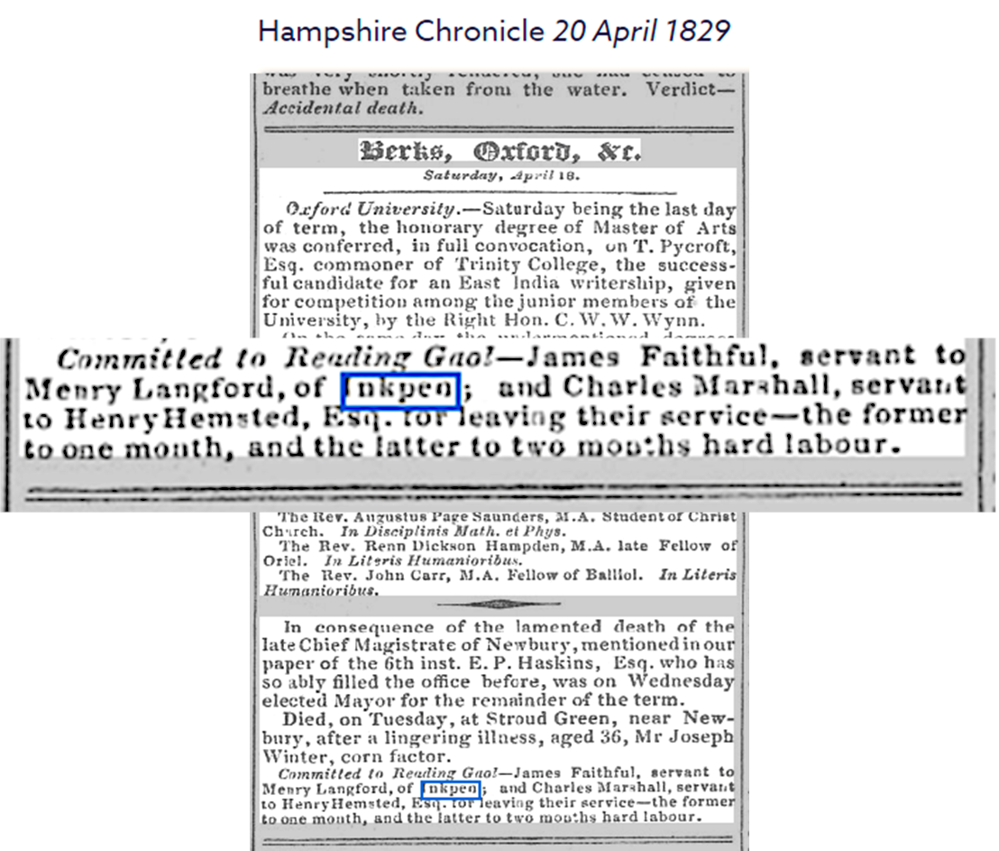 Hampshire Chronicle 20 April 1829
breathe when taken from the water. Verdict—
Accidental death.
Berks, Oxford, &c.
Saturday, April 18.
Oxford University.—Saturday being the last day
of term, the honorary degree of Master of Arts
was conferred, in full convocation, on T. Pycroft,
Esq. commoner of Trinity College, the success-
ful candidate for an East India writership, given
for competition among the junior members of the
University, by the Right Hon. C. W. W. Wynn.
Committed to Reading Gaol—James Faithful, servant to
Menry Langford, of Inkpen; and Charles Marshall, servant
to Henry Hemsted, Esq. for leaving their service—the former
to one month, and the latter to two months hard labour.
The Rev. Augustus Page Saunders, M.A. Student of Christ
Church. In Disciplinis Math. et Phys.
The Rev. Renn Dickson Hampden, M.A. late Fellow of
Oriel. In Literis Humanioribus.
The Rev. John Carr, M.A. Fellow of Balliol. In Literis
Humanioribus.
In consequence of the lamented death of the
late Chief Magistrate of Newbury, mentioned in our
paper of the 6th inst. E. P. Haskins, Esq. who has
so ably filled the office before, was on Wednesday
elected Mayor for the remainder of the term.
Died, on Tuesday, at Stroud Green, near New-
bury, after a lingering illness, aged 36, Mr Joseph
Winter, corn factor.
Committed to Reading Gaol—James Faithful, servant to
Menry Langford, of Inkpen; and Charles Marshall, servant
to Henry Hemsted, Esq. for leaving their service—the former
to one month, and the latter to two months hard labour.